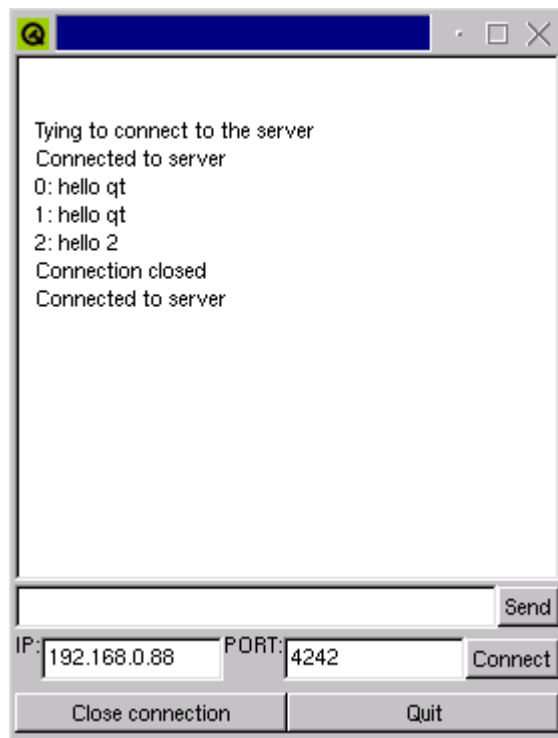 Tying to connect to the server
Connected to server
0: hello qt
1: hello qt
2: hello 2
Connection closed
Connected to server
Send
IP: 192.168.0.88 PORT: 4242 Connect
Close connection Quit